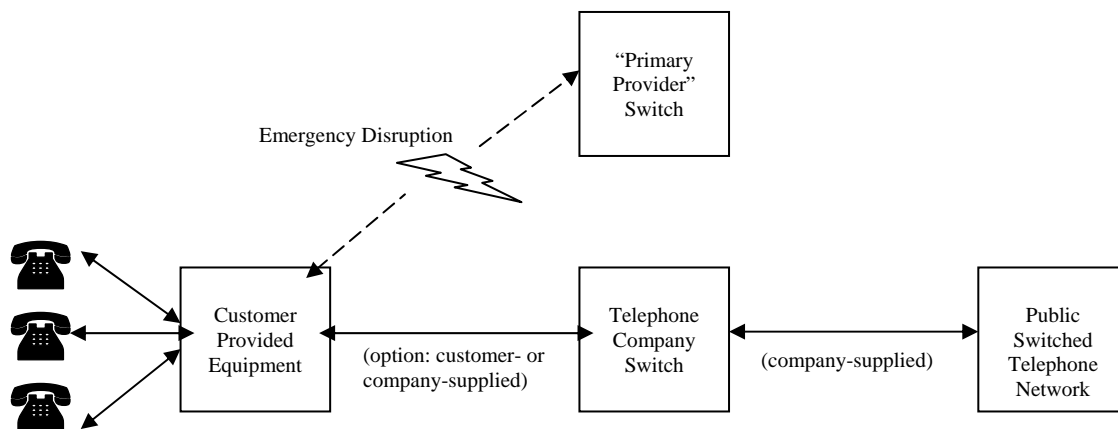 “Primary
Provider”
Switch
Emergency Disruption
Customer
Provided
Equipment
(option: customer- or
company-supplied)
Telephone
Company
Switch
(company-supplied)
Public
Switched
Telephone
Network